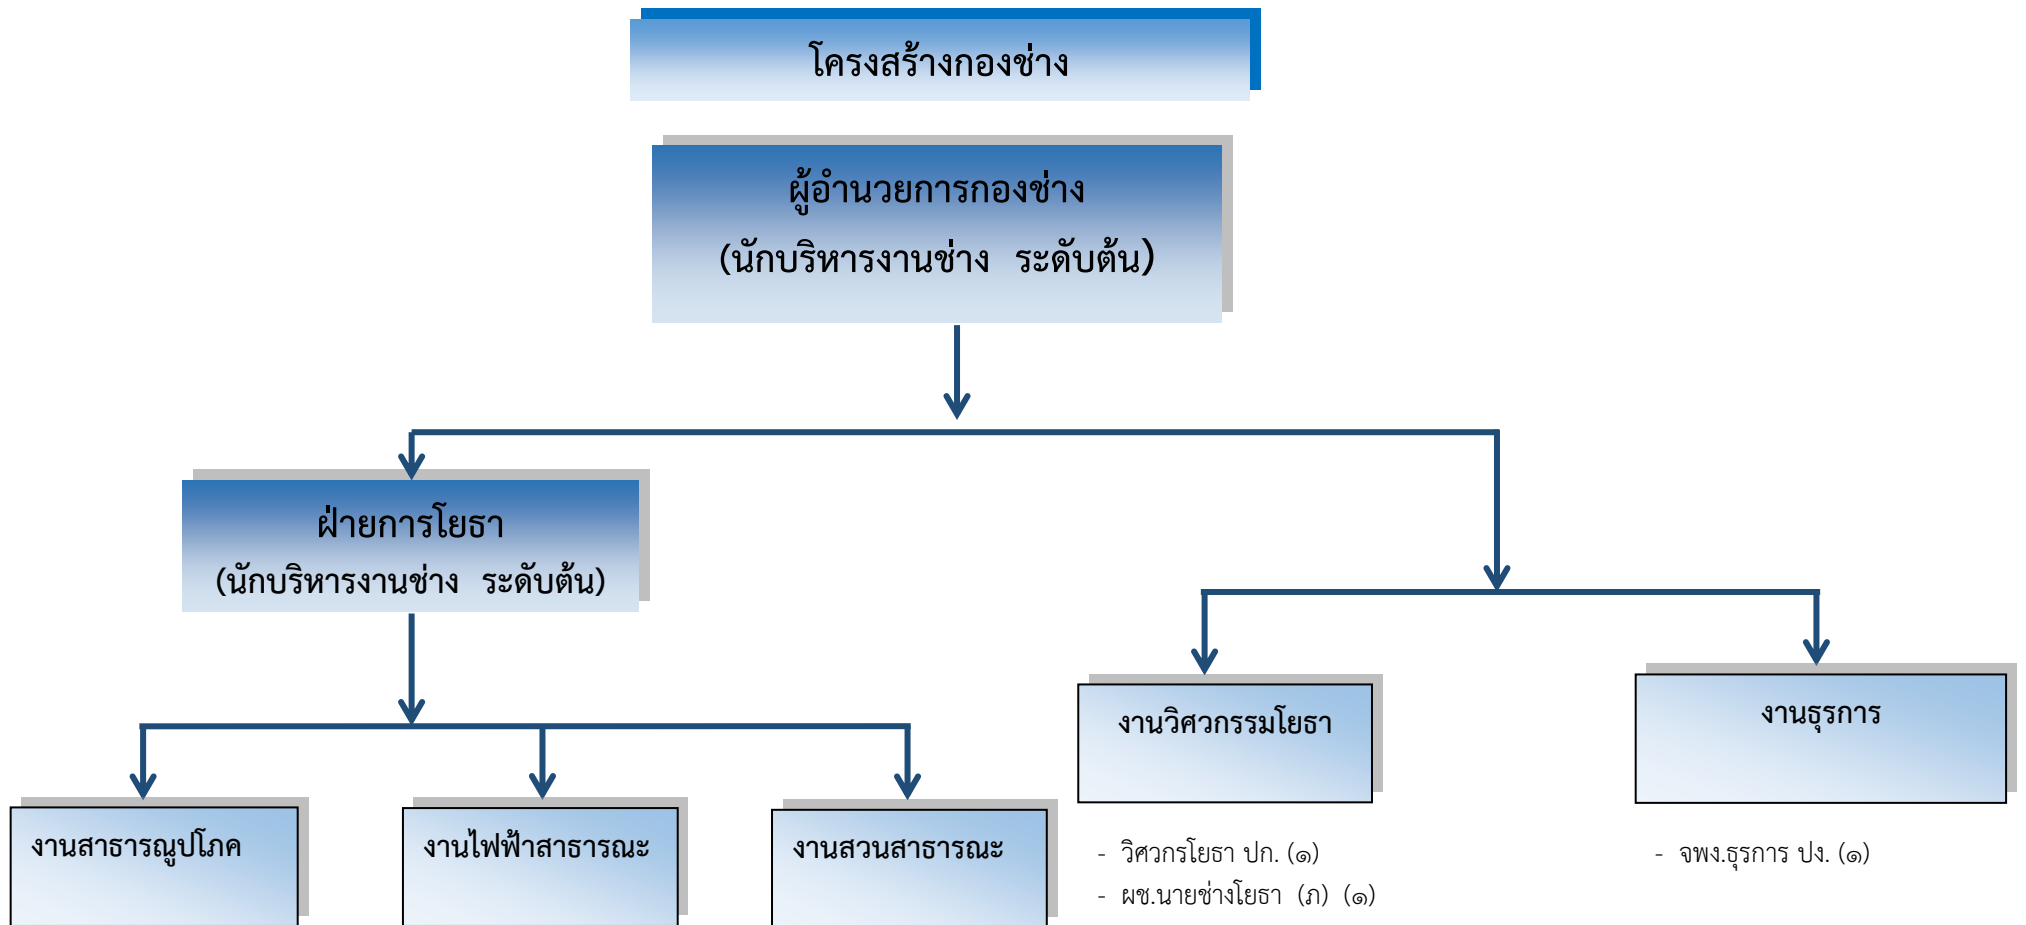 โครงสร้างกองช่าง
ผู้อำนวยการกองช่าง
(นักบริหารงานช่าง ระดับต้น)
ฝ่ายการโยธา
(นักบริหารงานช่าง ระดับต้น)
งานวิศวกรรมโยธา
งานธุรการ
งานสาธารณูปโภค
งานไฟฟ้าสาธารณะ
งานสวนสาธารณะ
- วิศวกรโยธา ปก. (๑)
- ผช.นายช่างโยธา (ภ) (๑)
- จพง.ธุรการ ปง. (๑)